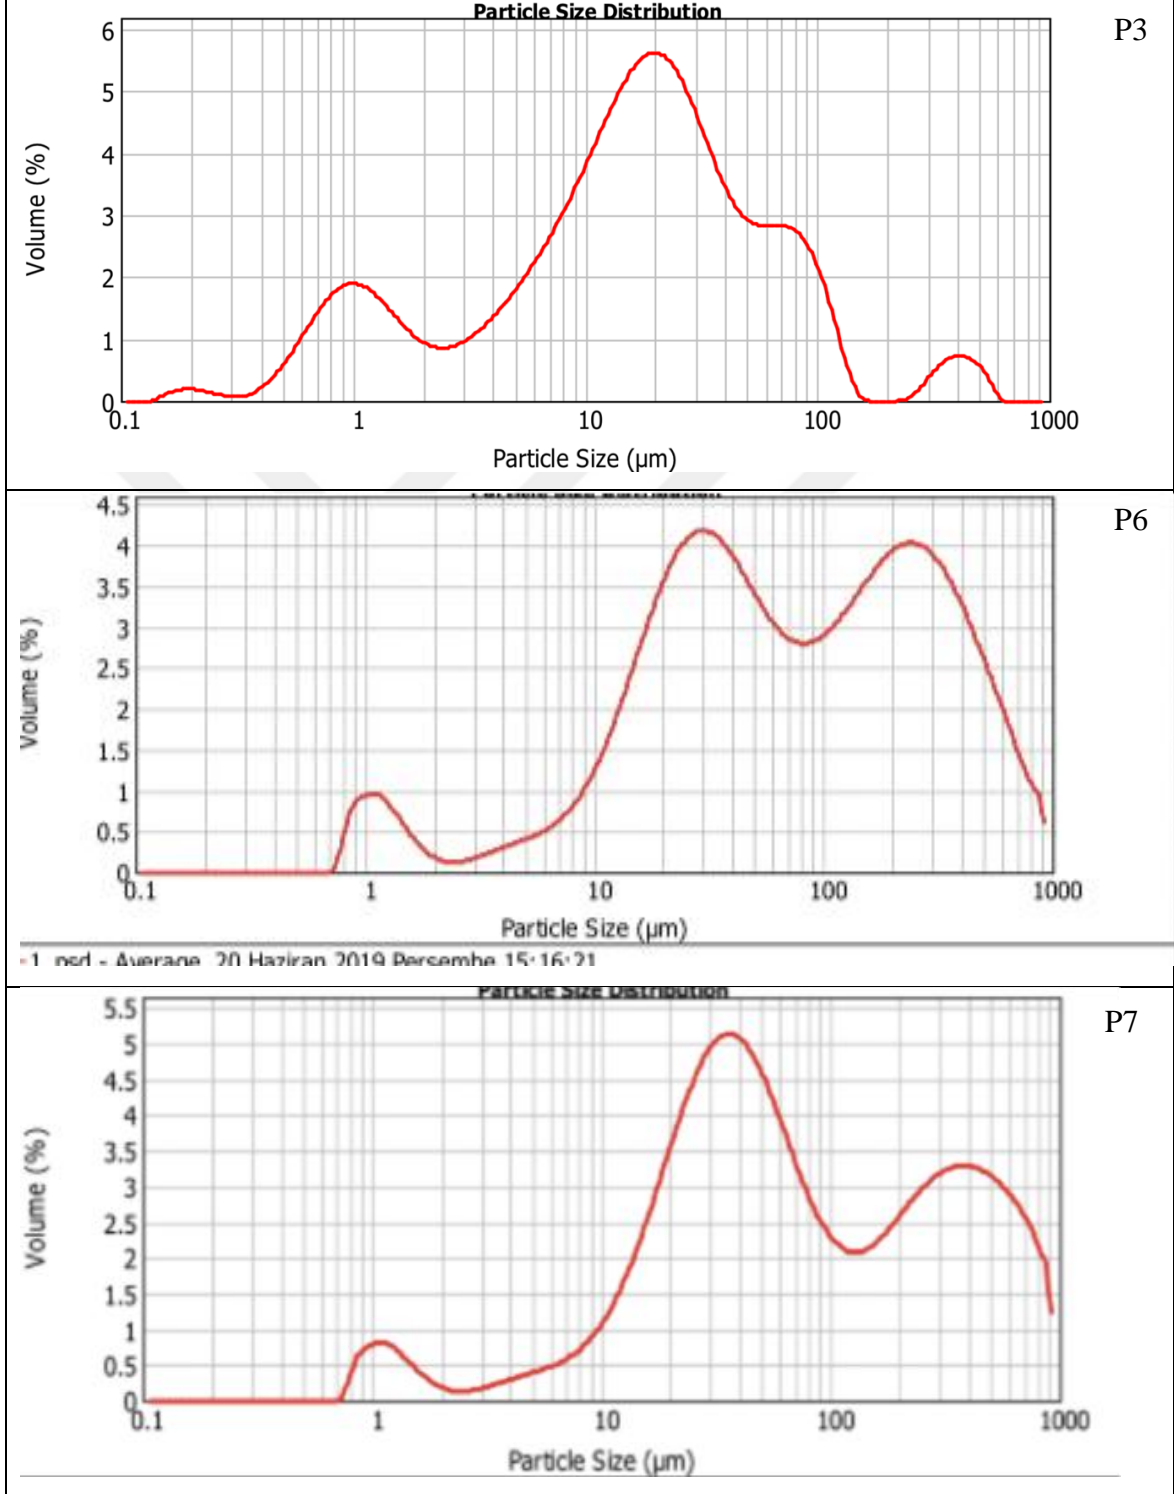 Particle Size Distribution
P3
6
5
4
3
2
1
0
Volume (%)
0.1 1 10 100 1000
Particle Size (µm)
Particle Size Distribution
P6
4.5
4
3.5
3
2.5
2
1.5
1
0.5
0
Volume (%)
0.1 1 10 100 1000
Particle Size (µm)
1. psd - Average, 20 Haziran 2019 Persembe 15:16:21
Particle Size Distribution
P7
5.5
5
4.5
4
3.5
3
2.5
2
1.5
1
0.5
0
Volume (%)
0.1 1 10 100 1000
Particle Size (µm)